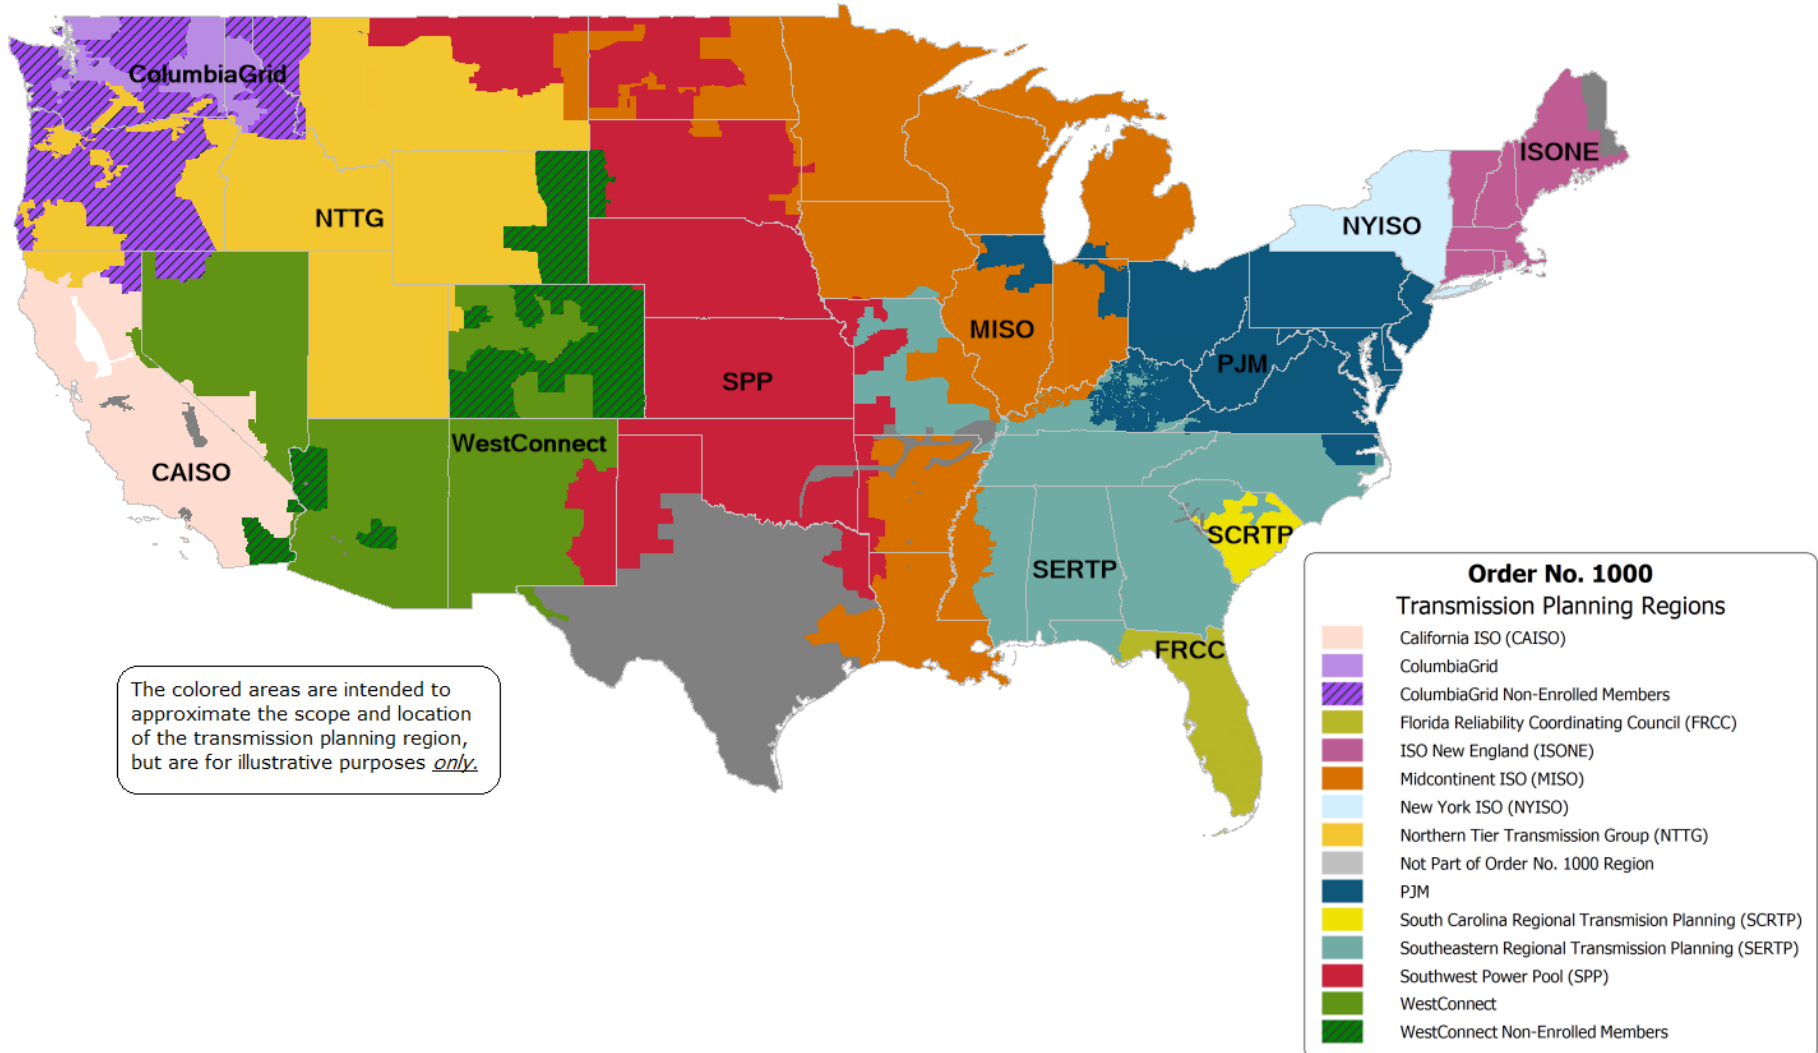 ColumbiaGrid
NTTG
CAISO
WestConnect
SPP
MISO
PJM
NYISO
ISONE
SERTP
SCRTP
FRCC
The colored areas are intended to
approximate the scope and location
of the transmission planning region,
but are for illustrative purposes only.
Order No. 1000
Transmission Planning Regions
California ISO (CAISO)
ColumbiaGrid
ColumbiaGrid Non-Enrolled Members
Florida Reliability Coordinating Council (FRCC)
ISO New England (ISONE)
Midcontinent ISO (MISO)
New York ISO (NYISO)
Northern Tier Transmission Group (NTTG)
Not Part of Order No. 1000 Region
PJM
South Carolina Regional Transmision Planning (SCRTP)
Southeastern Regional Transmission Planning (SERTP)
Southwest Power Pool (SPP)
WestConnect
WestConnect Non-Enrolled Members